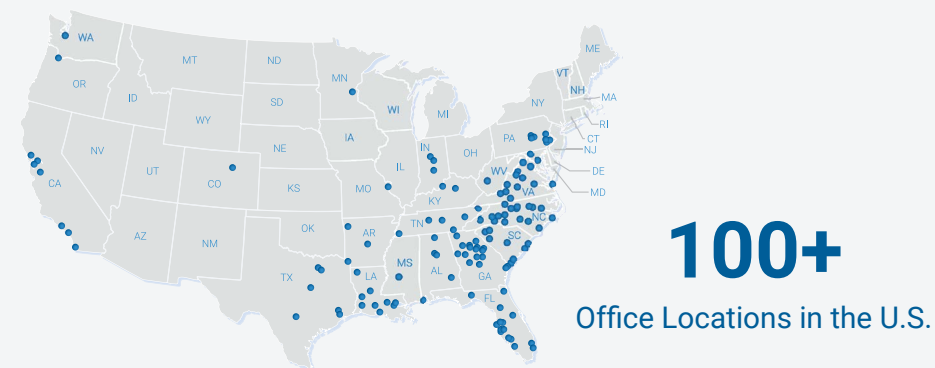 WA
MT
ND
MN
OR
ID
SD
WI
MI
NY
VT
NH
ME
MA
RI
CT
NJ
PA
WY
IA
NE
NV
UT
CO
CA
IL
IN
OH
WV
DE
MD
VA
KS
MO
KY
AZ
NM
OK
AR
TN
NC
SC
TX
LA
MS
AL
GA
FL
100+
Office Locations in the U.S.